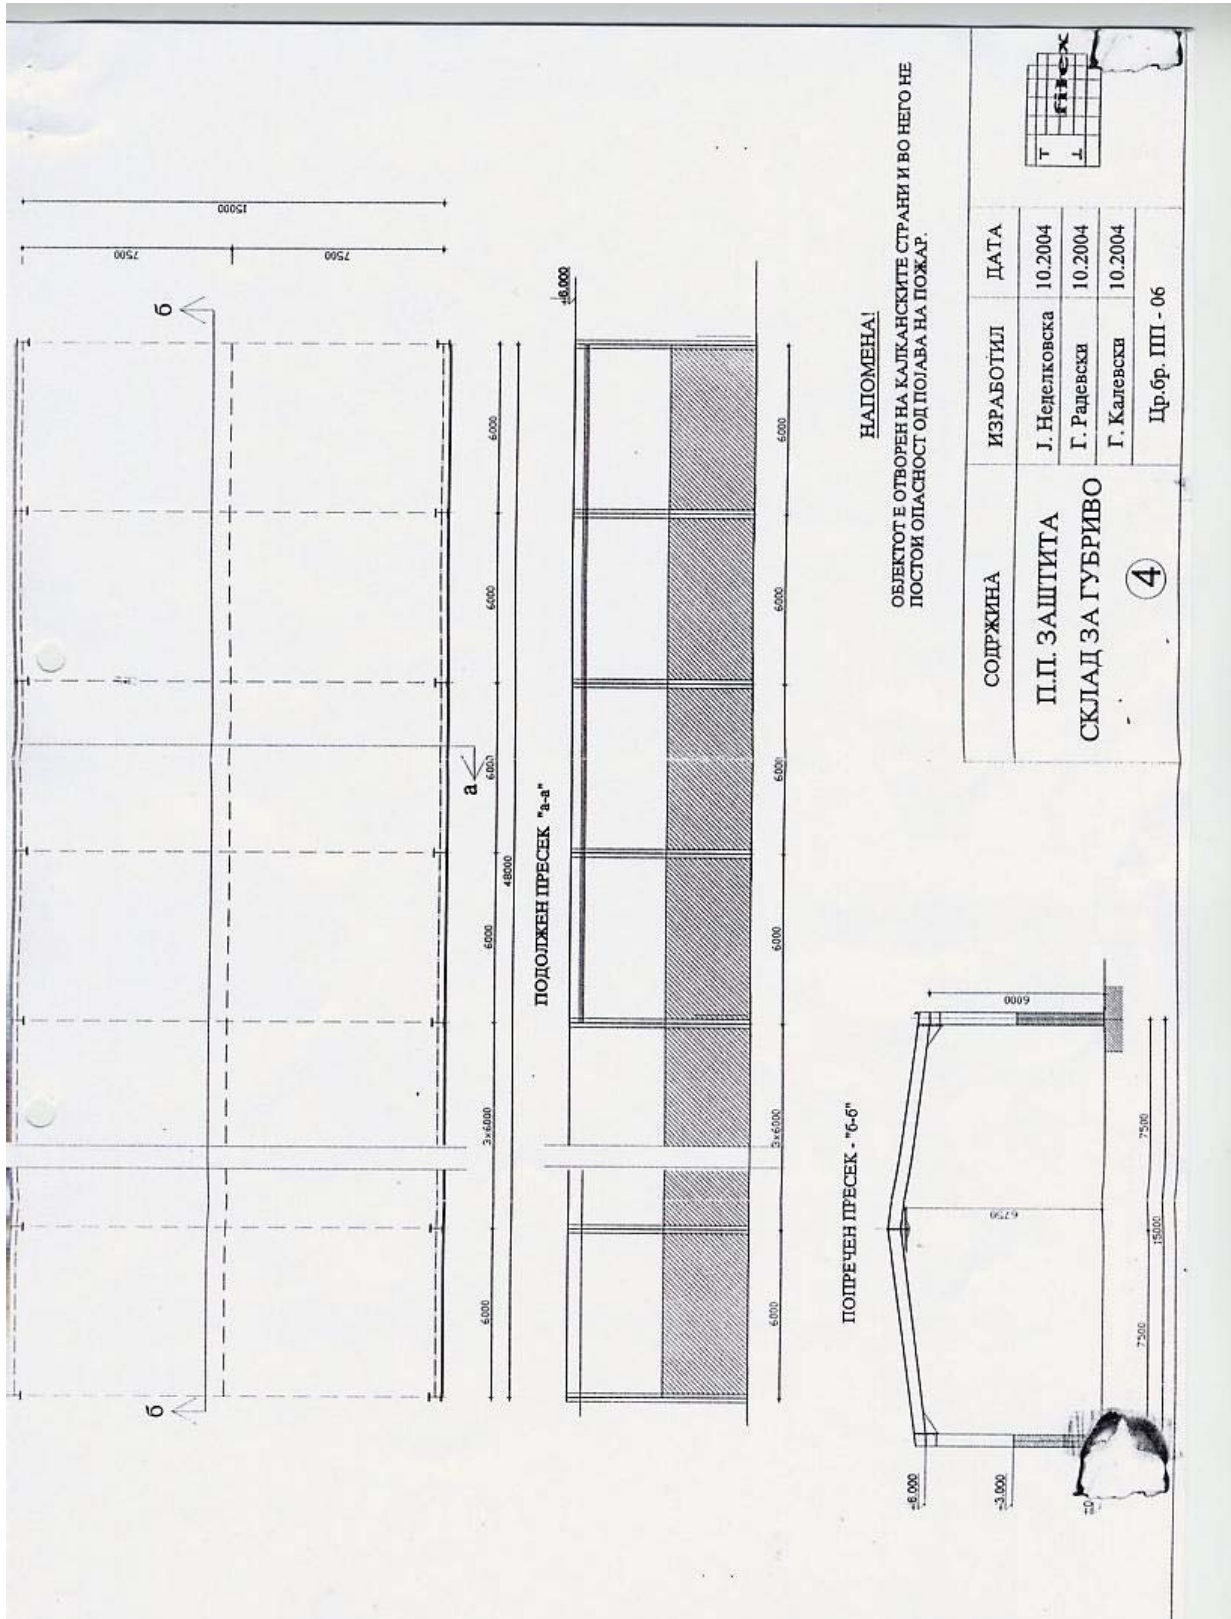 15000
7500
7500
б
б
а
6000
6000
6000
6000
3x6000
6000
48000
ПОДОЛЖЕН ПРЕСЕК "а-а"
+6.000
6000
6000
6000
6000
3x6000
6000
ПОПРЕЧЕН ПРЕСЕК - "б-б"
+6.000
+3.000
6000
6750
7500
7500
15000
НАПОМЕНА!
ОБЈЕКТОТ Е ОТВОРЕН НА КАЛКАНСКИТЕ СТРАНИ И ВО НЕГО НЕ
ПОСТОИ ОПАСНОСТ ОД ПОЈАВА НА ПОЖАР.
СОДРЖИНА ИЗРАБОТИЛ ДАТА
П.П. ЗАШТИТА
СКЛАД ЗА ГУБРИВО
4
Ј. Неделковска 10.2004
Г. Радевски 10.2004
Г. Калевски 10.2004
Цр.бр. ПП - 06
filex